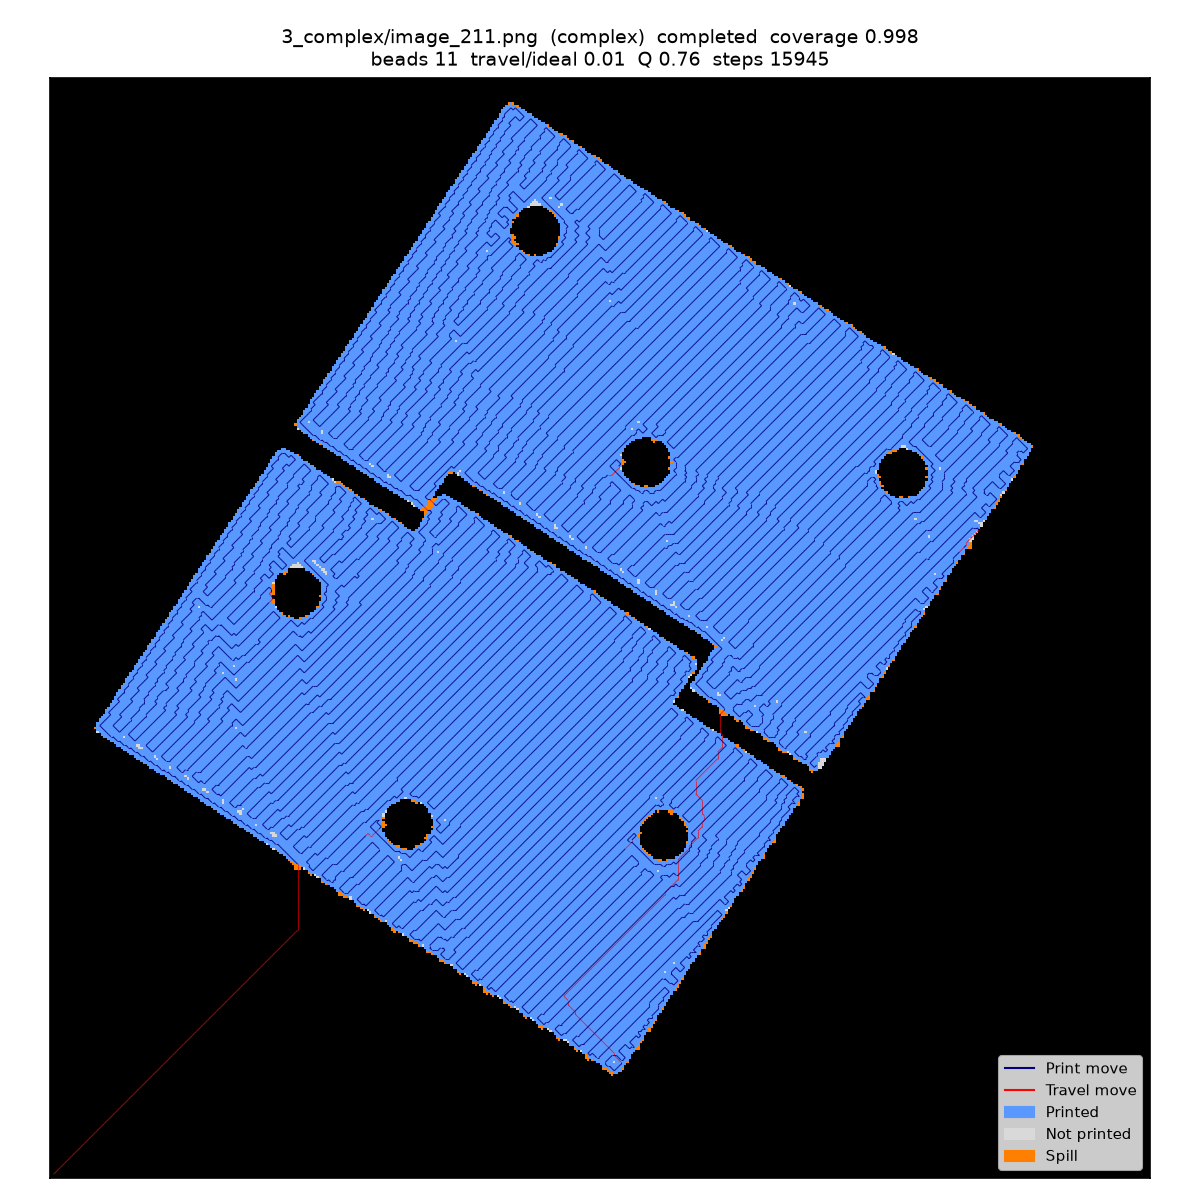 3_complex/image_211.png  (complex)  completed  coverage 0.998
beads 11  travel/ideal 0.01  Q 0.76  steps 15945
Print move
Travel move
Printed
Not printed
Spill